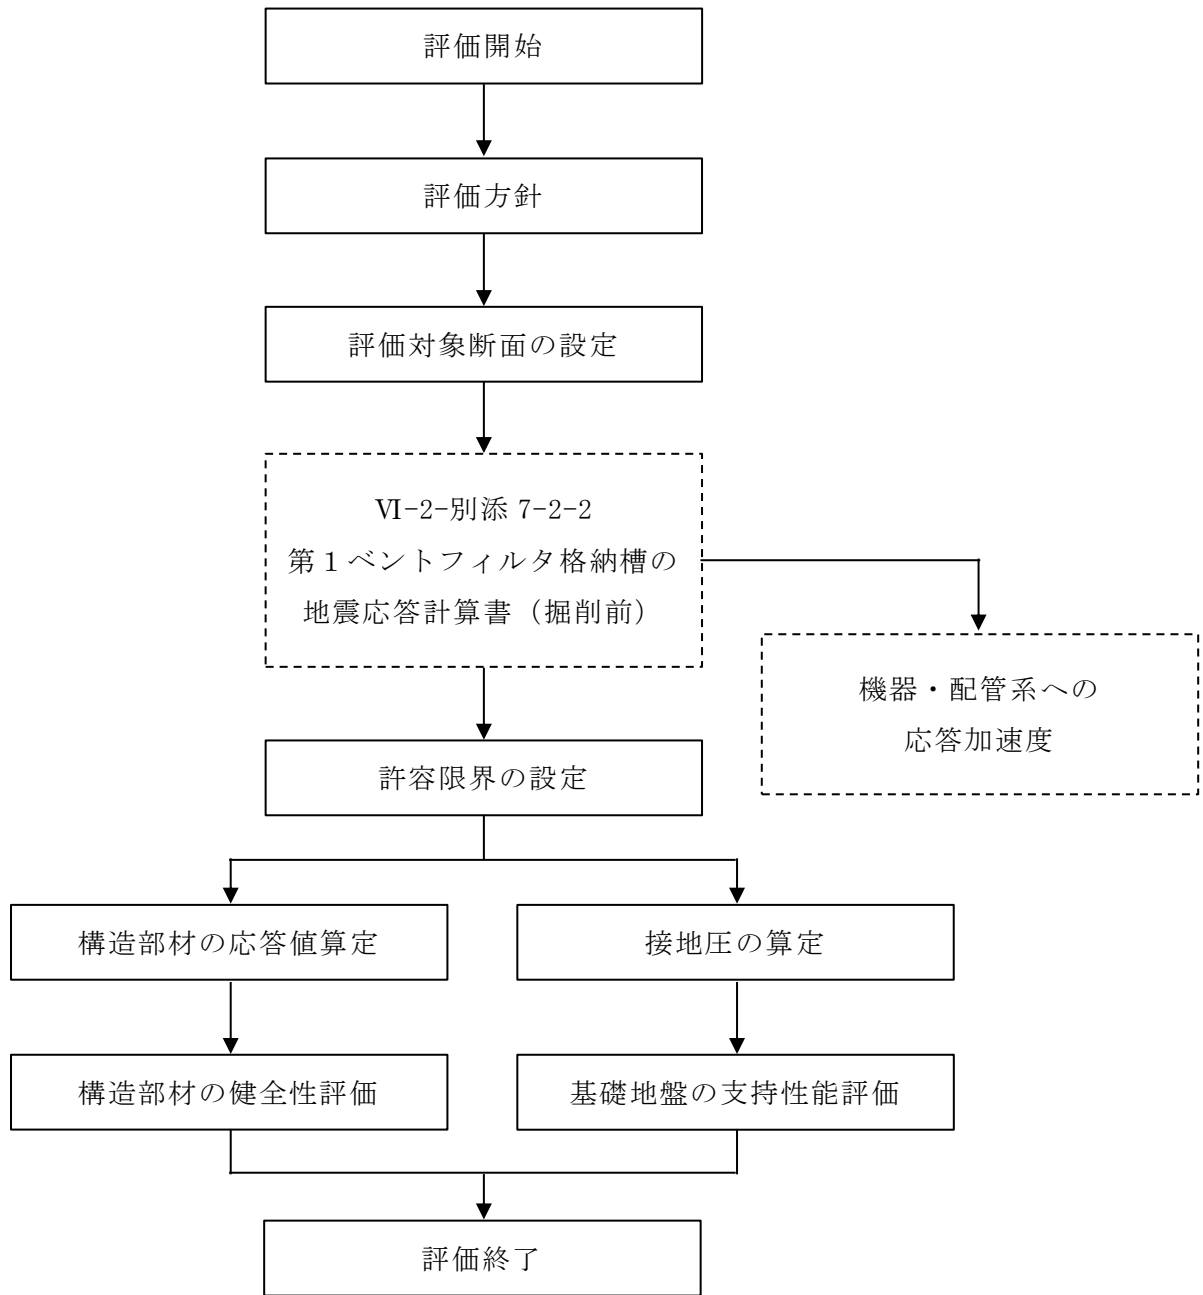 評価開始
評価方針
評価対象断面の設定
Ⅵ-2-別添 7-2-2
第１ベントフィルタ格納槽の
地震応答計算書（掘削前）
機器・配管系への
応答加速度
許容限界の設定
構造部材の応答値算定
接地圧の算定
構造部材の健全性評価
基礎地盤の支持性能評価
評価終了